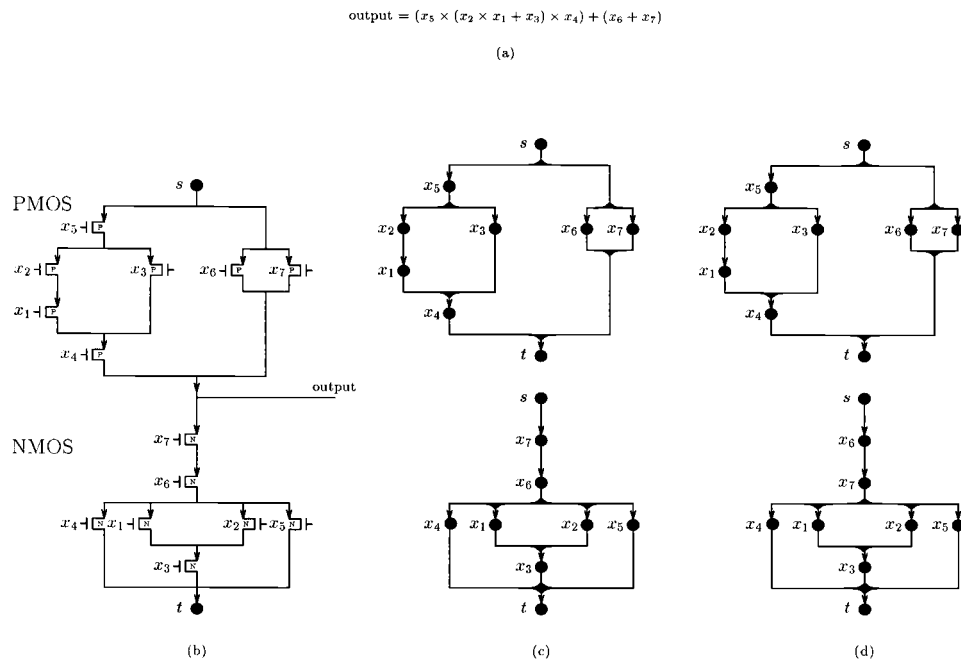 output = (x₅ × (x₂ × x₁ + x₃) × x₄) + (x₆ + x₇)
(a)
s
PMOS
x₅ P
x₂ P x₃ P
x₆ P x₇ P
x₁ P
x₄ P
output
NMOS
x₇ N
x₆ N
x₄ N x₁ N x₂ N x₅ N
x₃ N
t
(b)
s
x₅
x₂ x₃ x₆ x₇
x₁
x₄
t
s
x₇
x₆
x₄ x₁ x₂ x₅
x₃
t
(c)
s
x₅
x₂ x₃ x₆ x₇
x₁
x₄
t
s
x₆
x₇
x₄ x₁ x₂ x₅
x₃
t
(d)